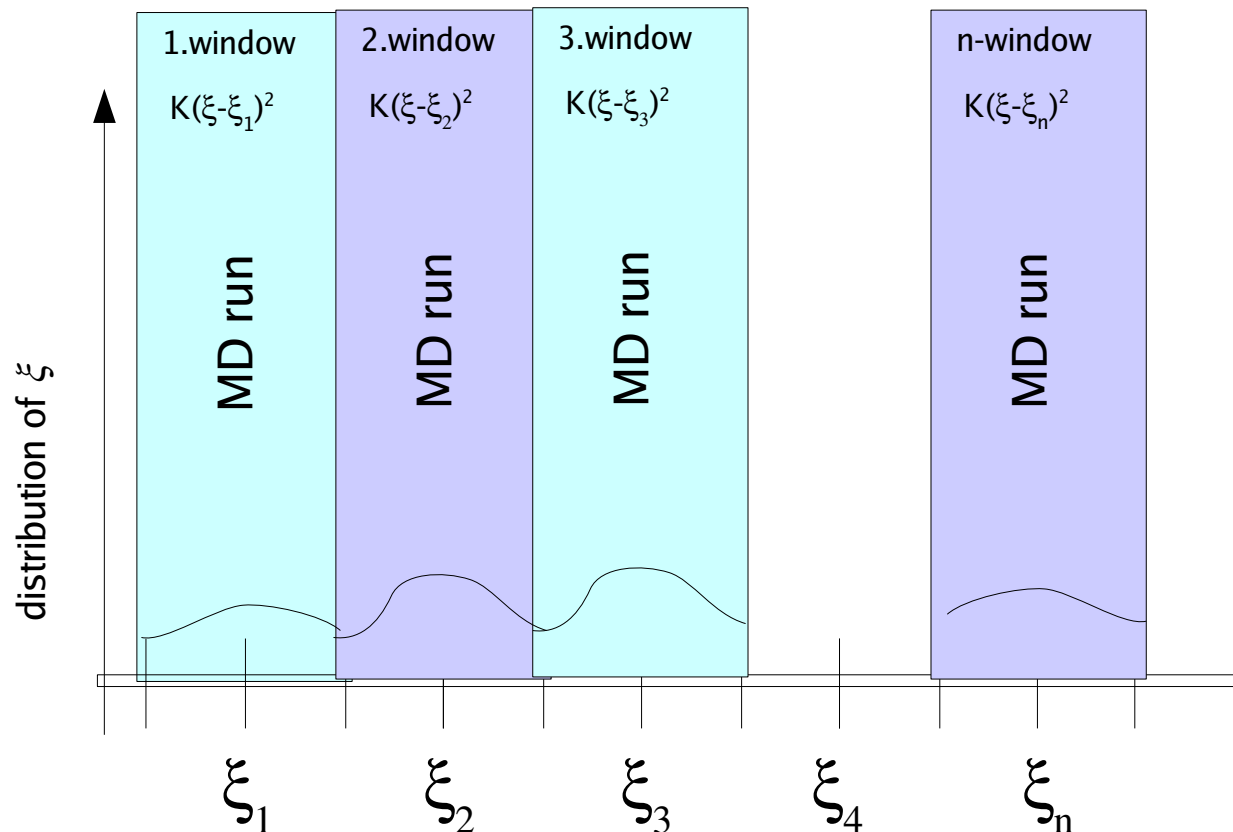 1.window
K(ξ-ξ₁)²
MD run
2.window
K(ξ-ξ₂)²
MD run
3.window
K(ξ-ξ₃)²
MD run
n-window
K(ξ-ξₙ)²
MD run
distribution of ξ
ξ₁ ξ₂ ξ₃ ξ₄ ξₙ